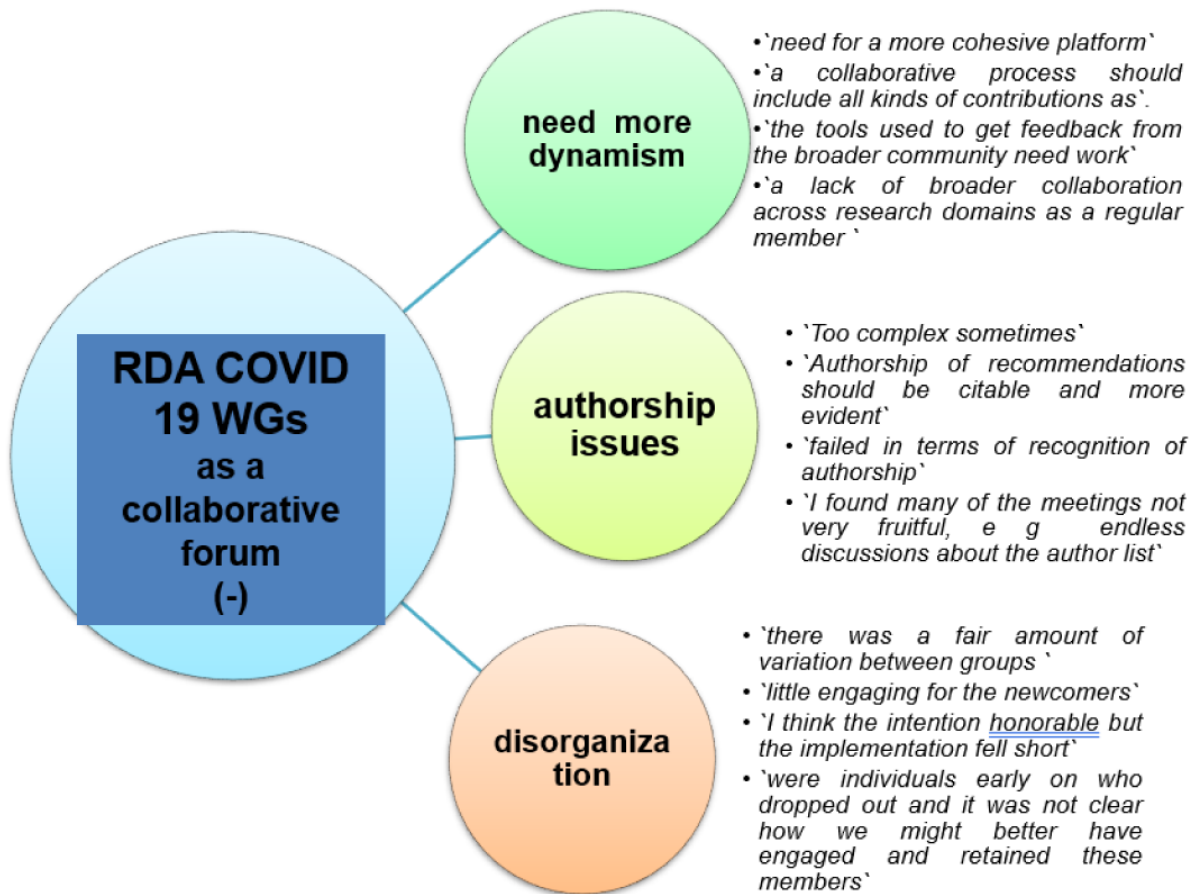 RDA COVID
19 WGs
as a
collaborative
forum
(-)
need more
dynamism
•`need for a more cohesive platform`
•`a collaborative process should
include all kinds of contributions as`.
•`the tools used to get feedback from
the broader community need work`
•`a lack of broader collaboration
across research domains as a regular
member `
authorship
issues
• `Too complex sometimes`
• `Authorship of recommendations
should be citable and more
evident`
• `failed in terms of recognition of
authorship`
• `I found many of the meetings not
very fruitful, e g endless
discussions about the author list`
disorganiza
tion
• `there was a fair amount of
variation between groups `
• `little engaging for the newcomers`
• `I think the intention honorable but
the implementation fell short`
• `were individuals early on who
dropped out and it was not clear
how we might better have
engaged and retained these
members`